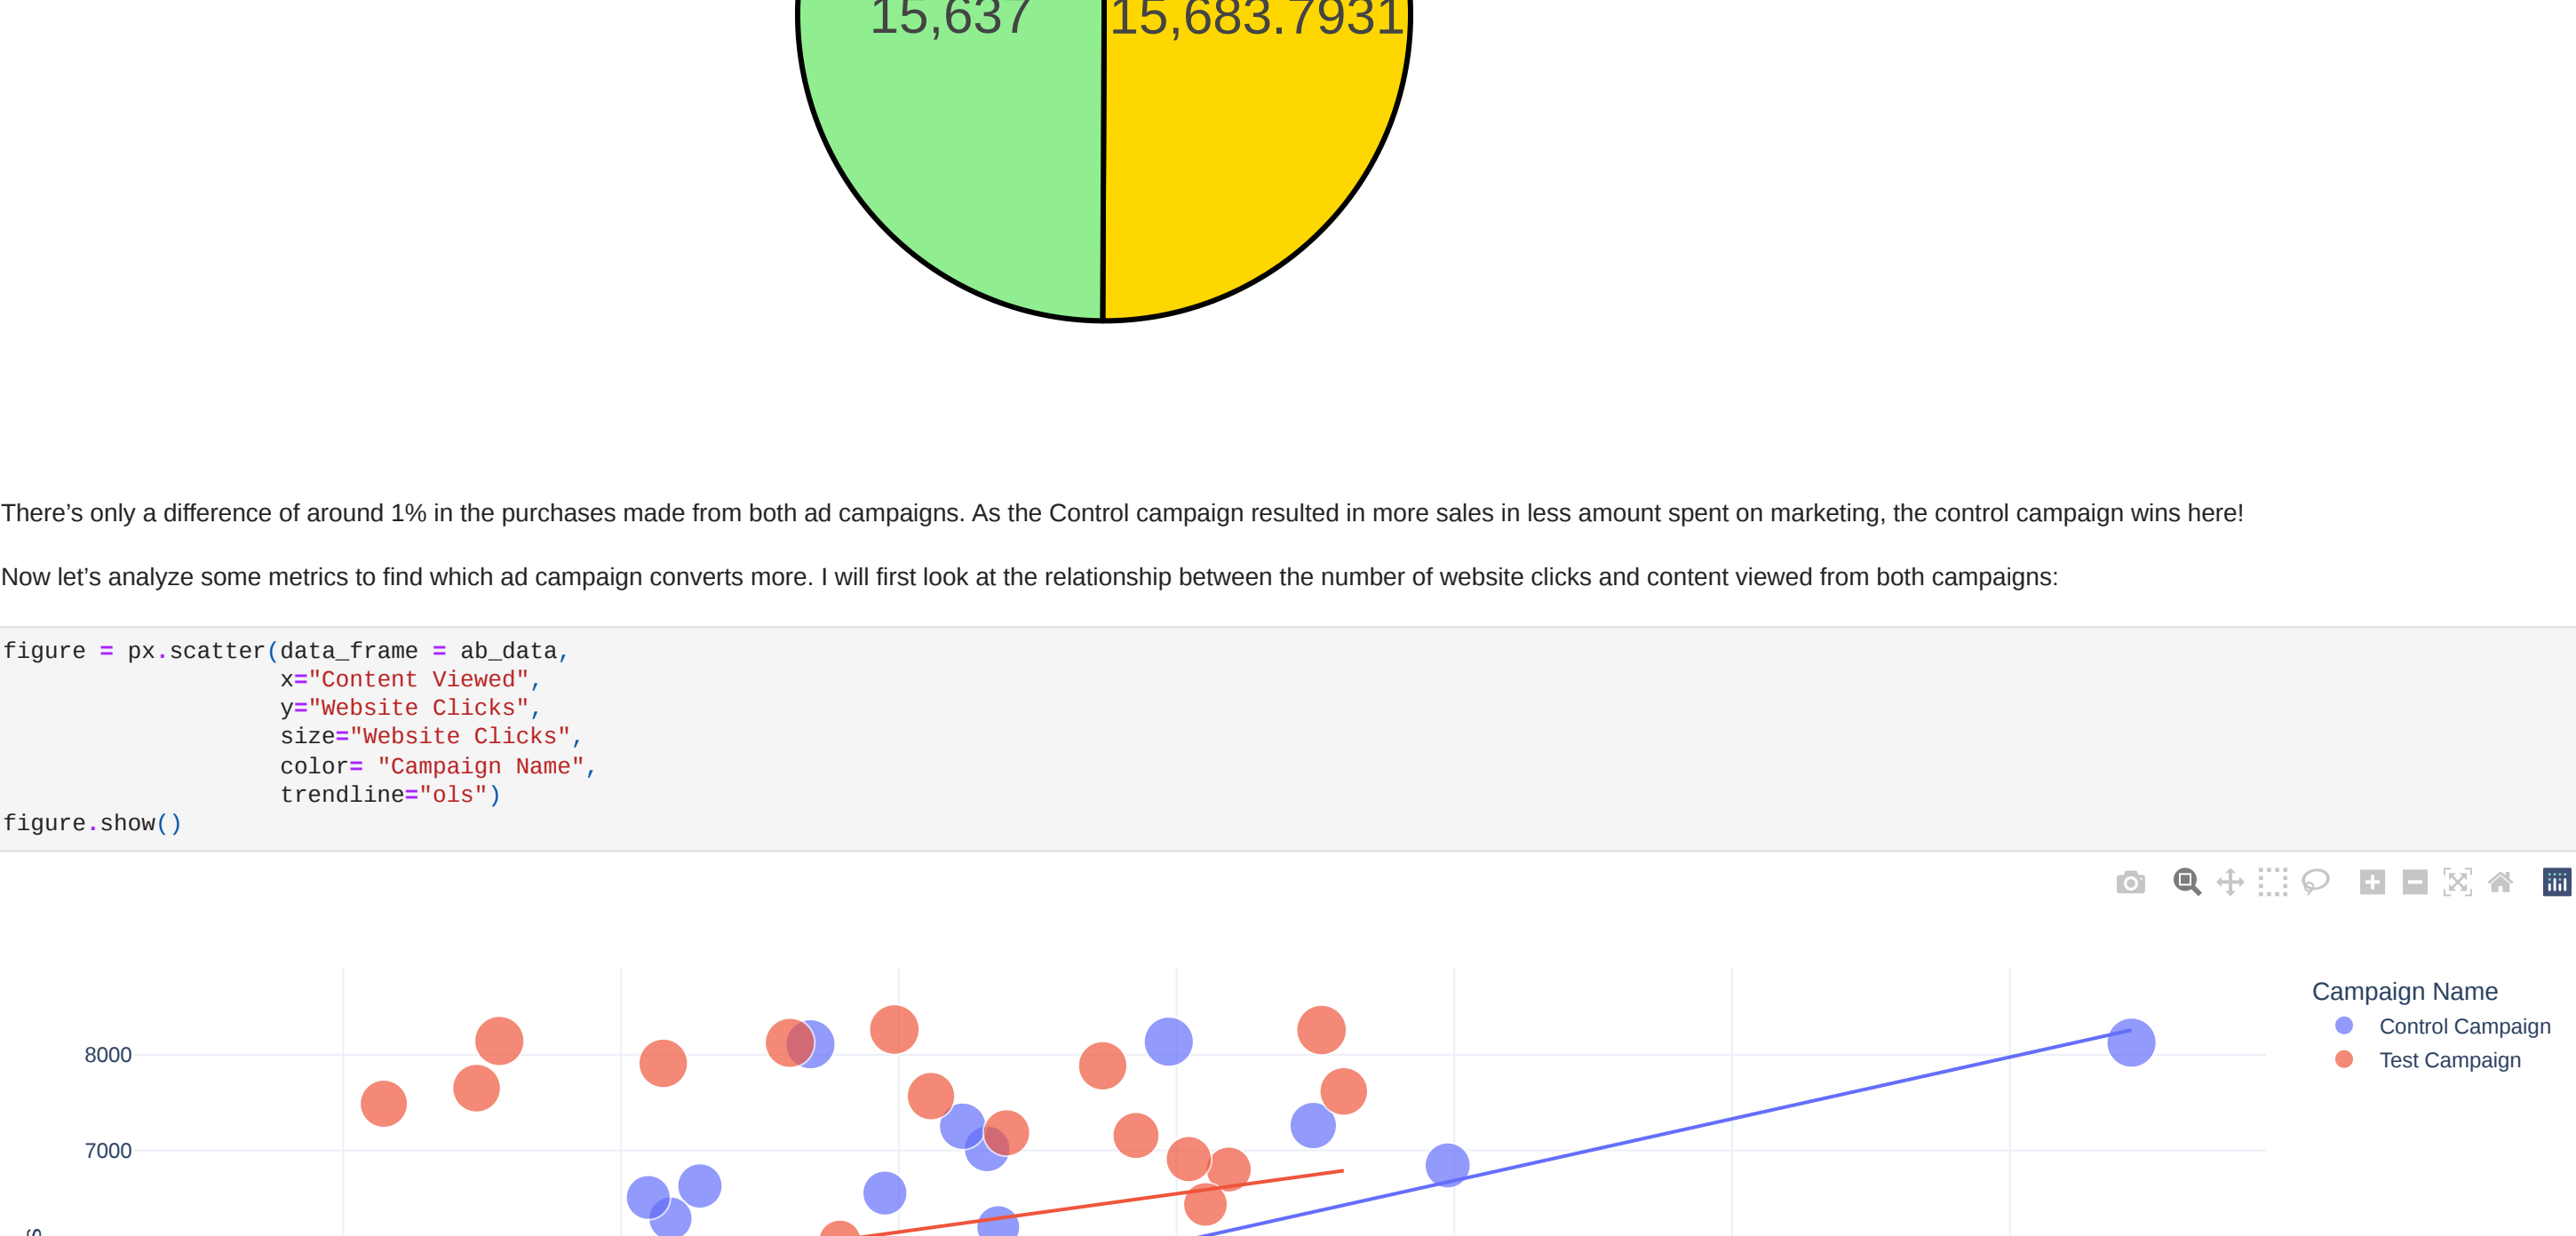 15,637 15,683.7931
There’s only a difference of around 1% in the purchases made from both ad campaigns. As the Control campaign resulted in more sales in less amount spent on marketing, the control campaign wins here!
Now let’s analyze some metrics to find which ad campaign converts more. I will first look at the relationship between the number of website clicks and content viewed from both campaigns:
figure = px.scatter(data_frame = ab_data,
                    x="Content Viewed",
                    y="Website Clicks",
                    size="Website Clicks",
                    color= "Campaign Name",
                    trendline="ols")
figure.show()
Campaign Name
Control Campaign
Test Campaign
8000
7000